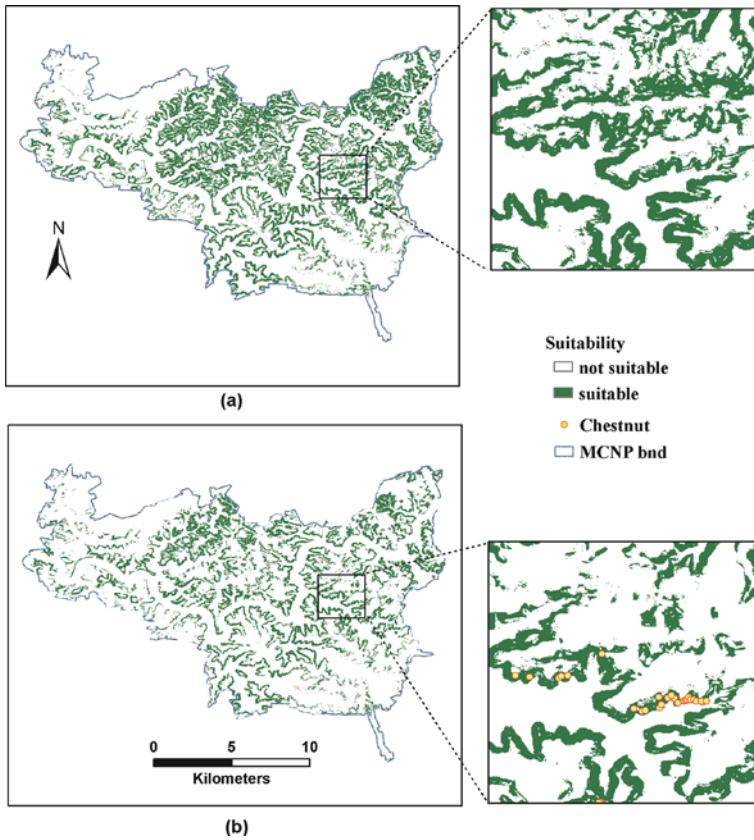 N
(a)
Suitability
not suitable
suitable
Chestnut
MCNP bnd
0 5 10
Kilometers
(b)